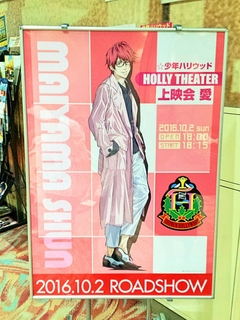 MAIYAMA SHUN
☆少年ハリウッド
HOLLY THEATER
上映会 愛
2016.10.2 sun
OPEN 18:00
START 18:15
H
2016.10.2 ROADSHOW